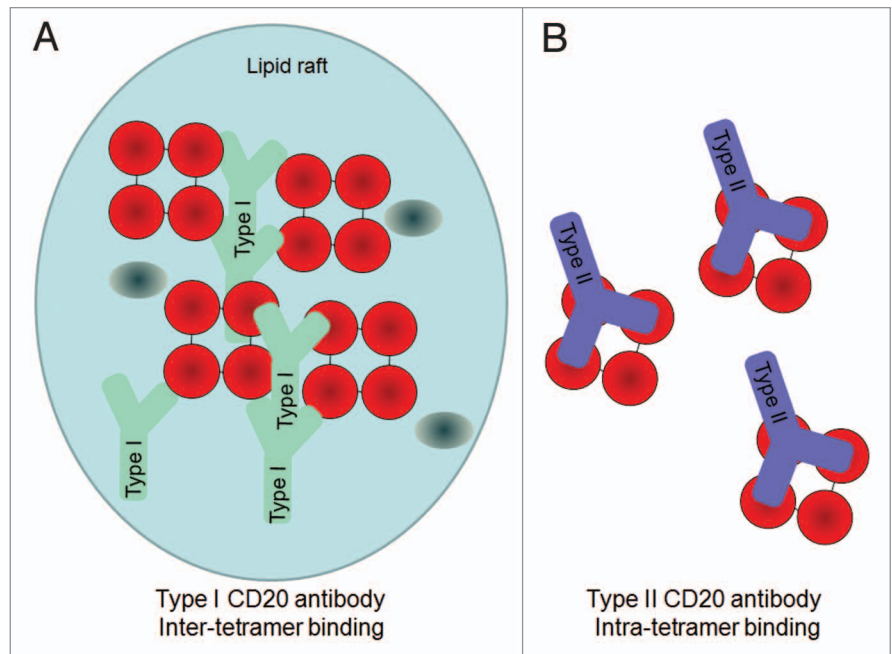 A
Lipid raft
Type I
Type I
Type I
Type I
Type I CD20 antibody
Inter-tetramer binding
B
Type II
Type II
Type II
Type II CD20 antibody
Intra-tetramer binding